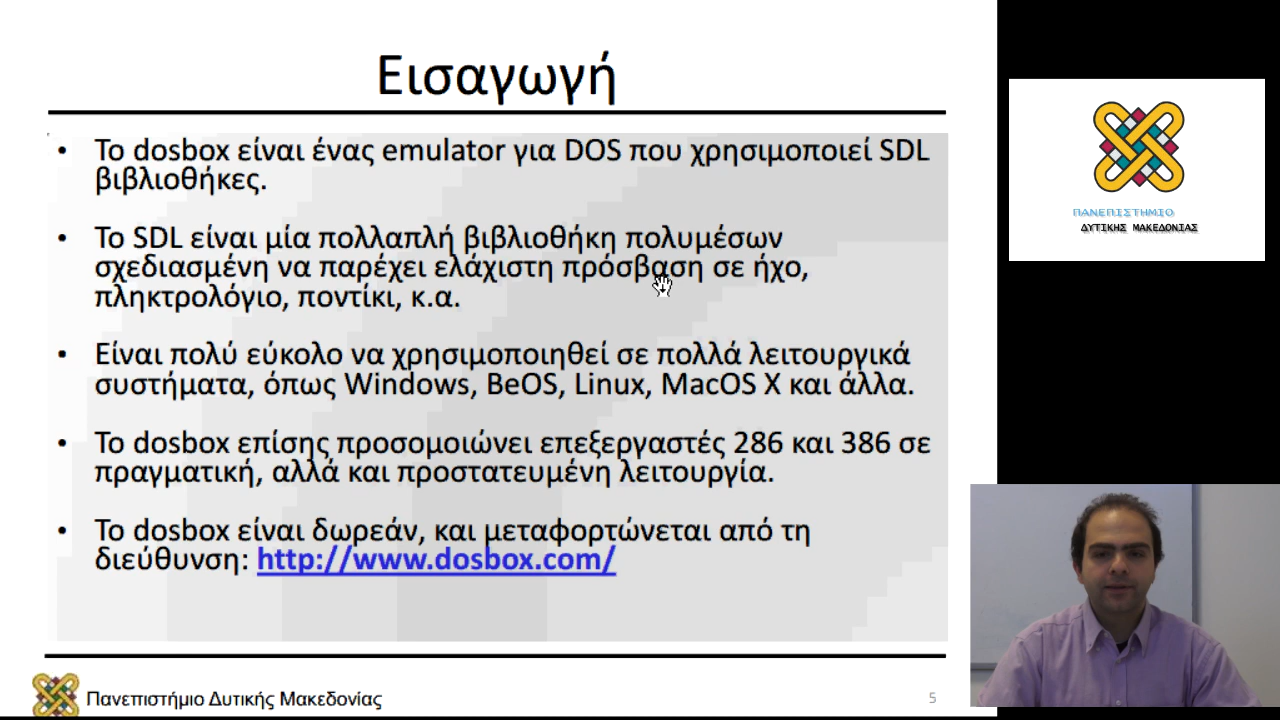 Εισαγωγή
• Το dosbox είναι ένας emulator για DOS που χρησιμοποιεί SDL
βιβλιοθήκες.
• Το SDL είναι μία πολλαπλή βιβλιοθήκη πολυμέσων
σχεδιασμένη να παρέχει ελάχιστη πρόσβαση σε ήχο,
πληκτρολόγιο, ποντίκι, κ.α.
• Είναι πολύ εύκολο να χρησιμοποιηθεί σε πολλά λειτουργικά
συστήματα, όπως Windows, BeOS, Linux, MacOS X και άλλα.
• Το dosbox επίσης προσομοιώνει επεξεργαστές 286 και 386 σε
πραγματική, αλλά και προστατευμένη λειτουργία.
• Το dosbox είναι δωρεάν, και μεταφορτώνεται από τη
διεύθυνση: http://www.dosbox.com/
Πανεπιστήμιο Δυτικής Μακεδονίας
5
ΠΑΝΕΠΙΣΤΗΜΙΟ
ΔΥΤΙΚΗΣ ΜΑΚΕΔΟΝΙΑΣ